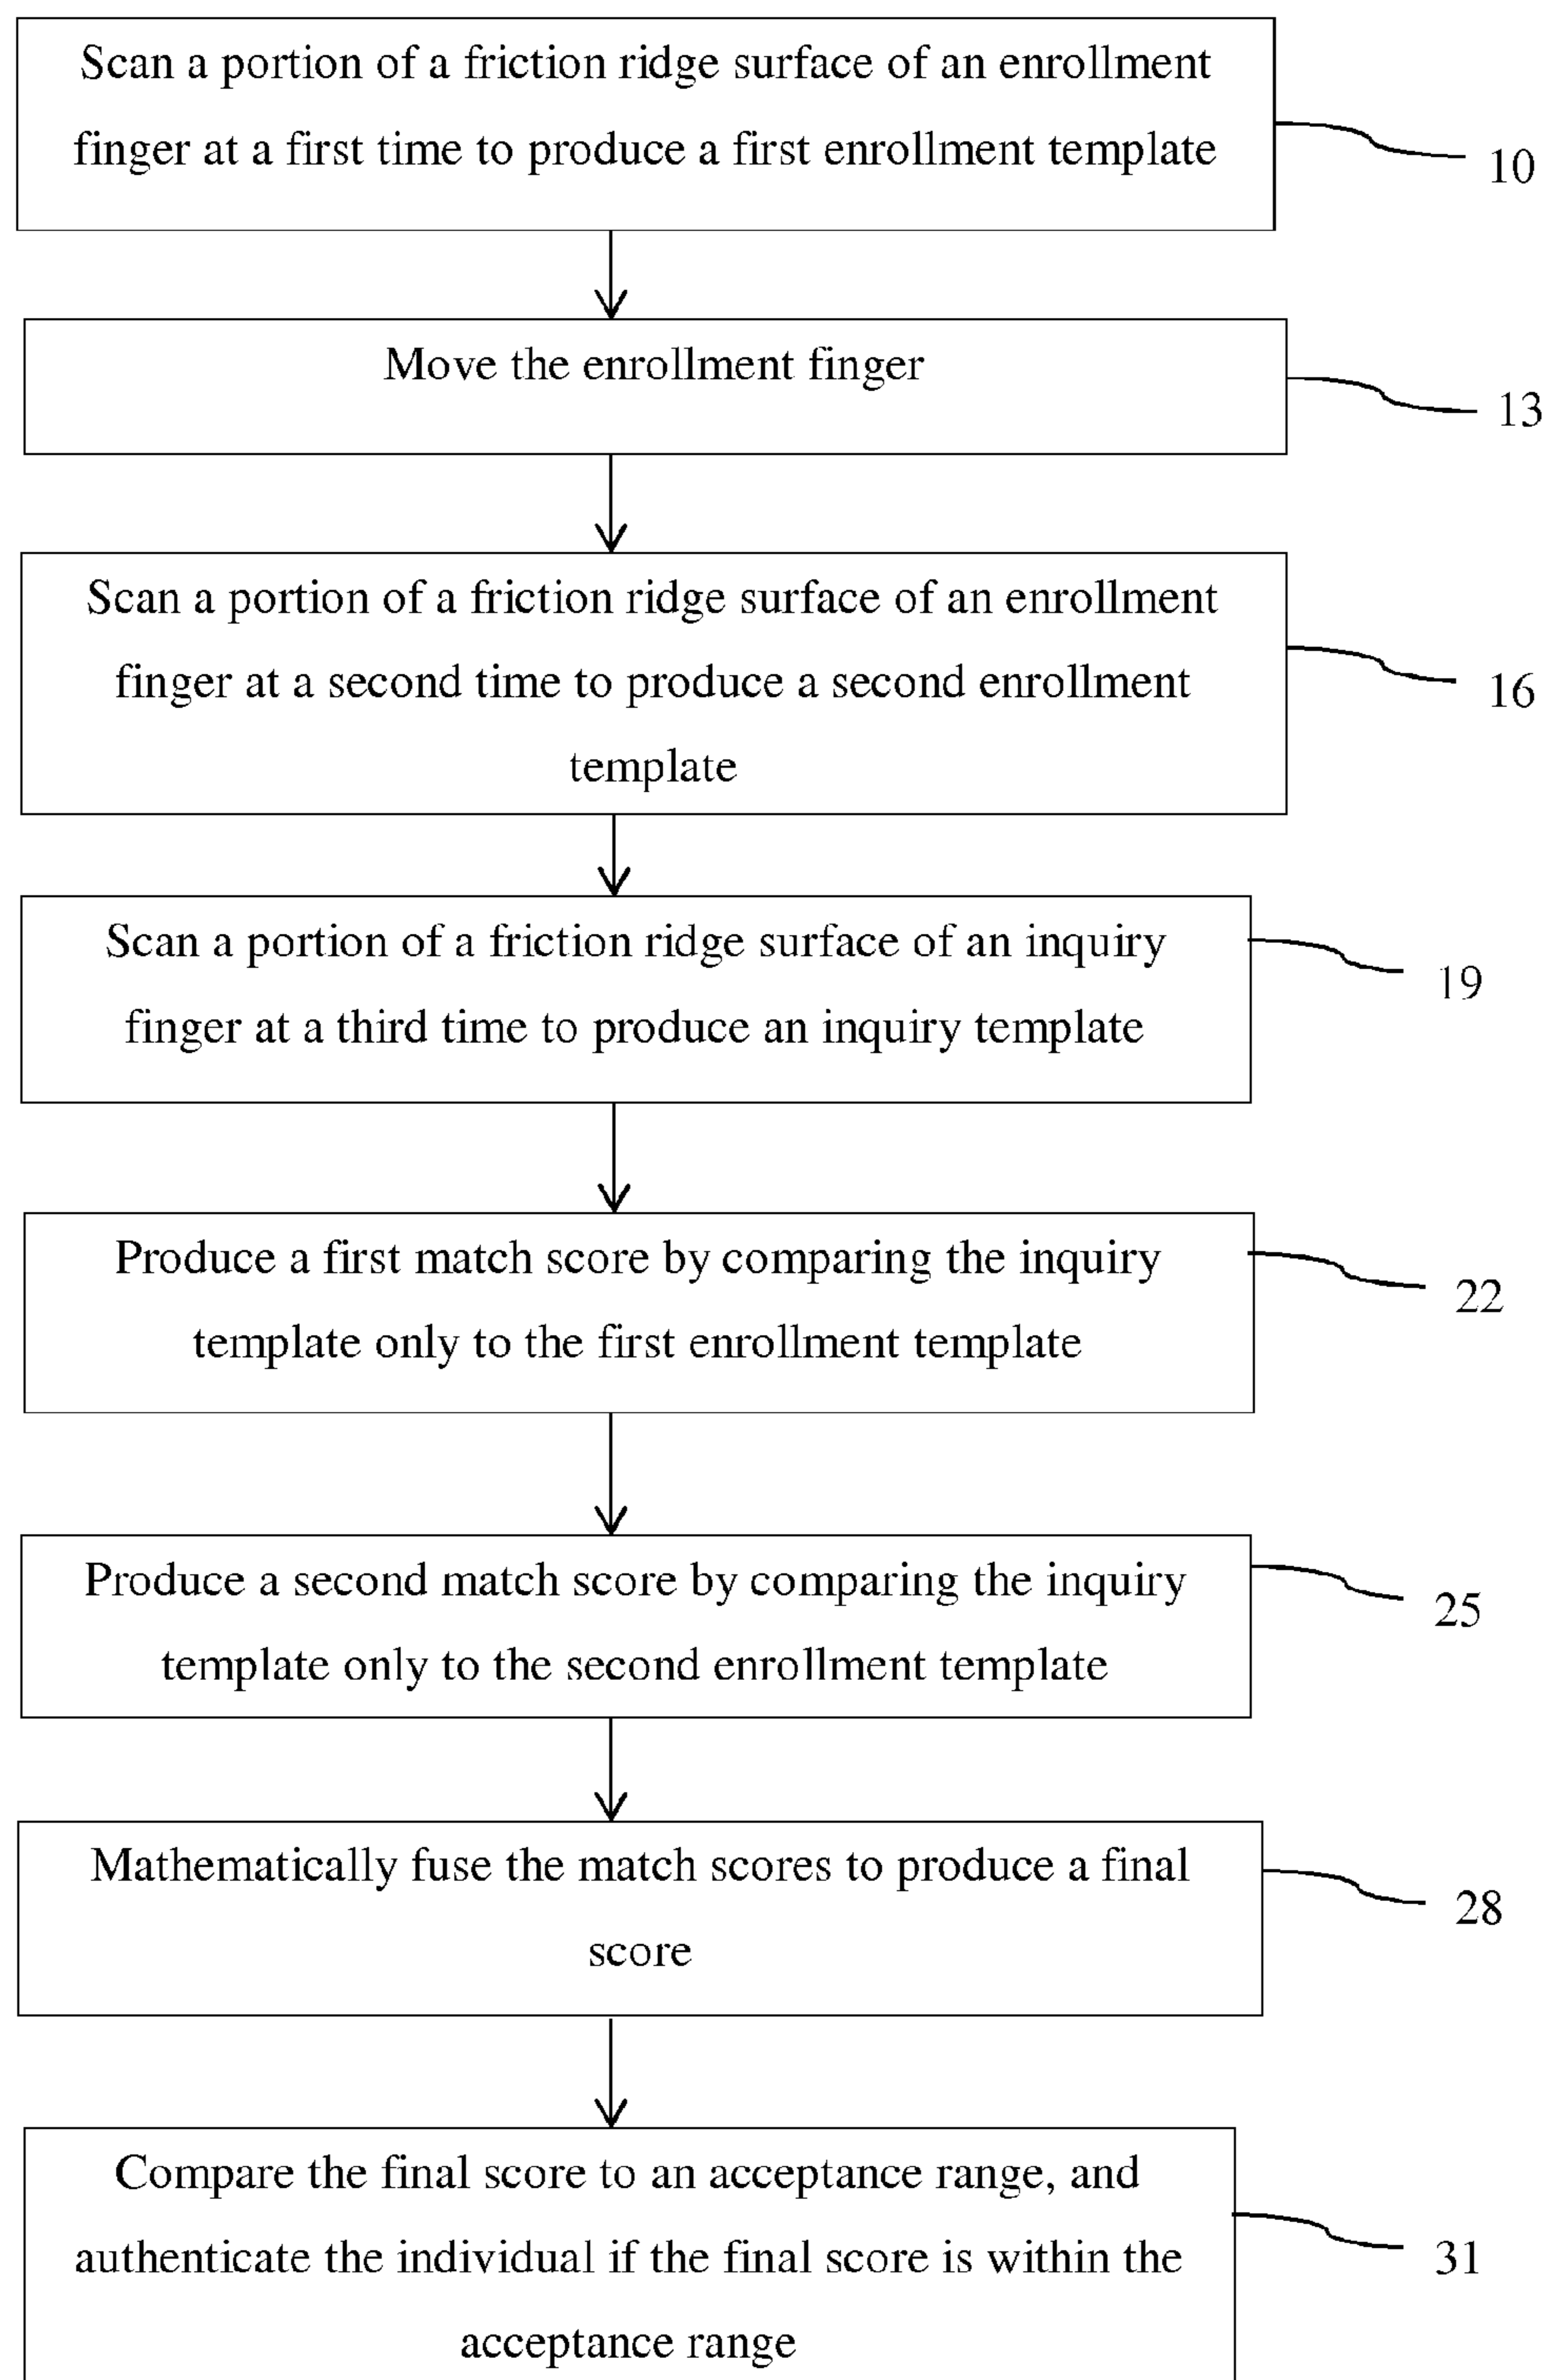 Scan a portion of a friction ridge surface of an enrollment
finger at a first time to produce a first enrollment template
10
Move the enrollment finger
13
Scan a portion of a friction ridge surface of an enrollment
finger at a second time to produce a second enrollment
template
16
Scan a portion of a friction ridge surface of an inquiry
finger at a third time to produce an inquiry template
19
Produce a first match score by comparing the inquiry
template only to the first enrollment template
22
Produce a second match score by comparing the inquiry
template only to the second enrollment template
25
Mathematically fuse the match scores to produce a final
score
28
Compare the final score to an acceptance range, and
authenticate the individual if the final score is within the
acceptance range
31